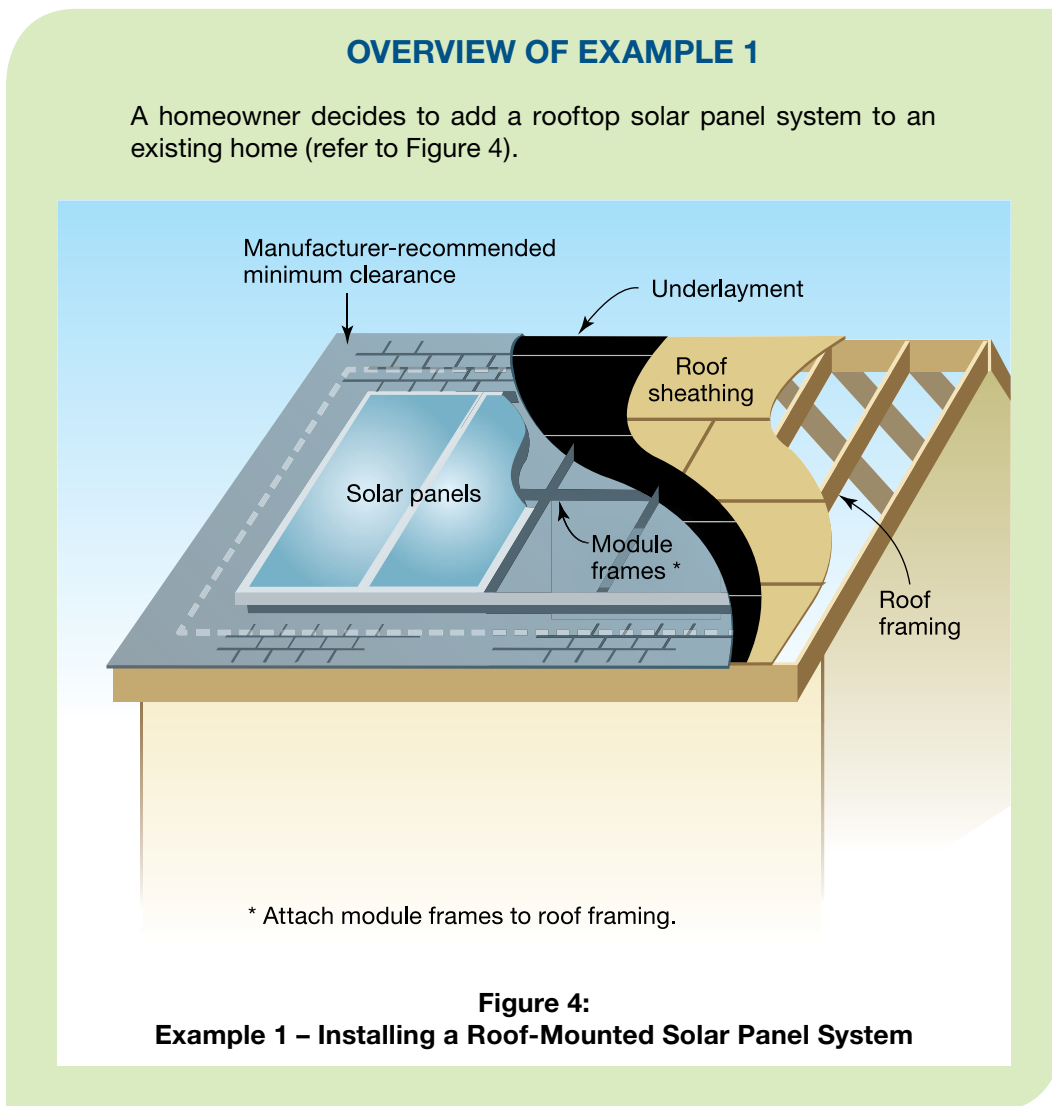 OVERVIEW OF EXAMPLE 1
A homeowner decides to add a rooftop solar panel system to an
existing home (refer to Figure 4).
Manufacturer-recommended
minimum clearance
Underlayment
Roof
sheathing
Solar panels
Module
frames *
Roof
framing
* Attach module frames to roof framing.
Figure 4:
Example 1 – Installing a Roof-Mounted Solar Panel System